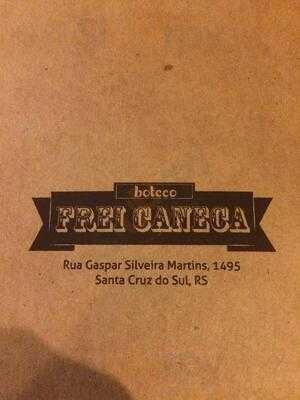 boteco
FREI CANECA
Rua Gaspar Silveira Martins, 1495
Santa Cruz do Sul, RS